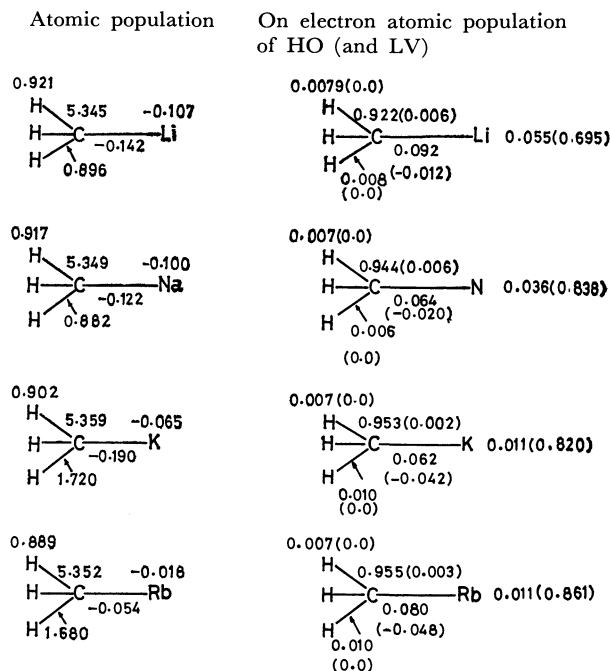 Atomic population
On electron atomic population
of HO (and LV)
0.921
H
5.345
-0.107
H C Li
-0.142
H
0.896
0.0079(0.0)
H
0.922(0.006)
H C Li 0.055(0.695)
0.092
H
0.008 (-0.012)
(0.0)
0.917
H
5.349
-0.100
H C Na
-0.122
H
0.882
0.007(0.0)
H
0.944(0.006)
H C N 0.036(0.838)
0.064
H
(-0.020)
0.006
(0.0)
0.902
H
5.359
-0.065
H C K
-0.190
H
1.720
0.007(0.0)
H
0.953(0.002)
H C K 0.011(0.820)
0.062
H
(-0.042)
0.010
(0.0)
0.889
H
5.352
-0.018
H C Rb
-0.054
H
1.680
0.007(0.0)
H
0.955(0.003)
H C Rb 0.011(0.861)
0.080
H
(-0.048)
0.010
(0.0)